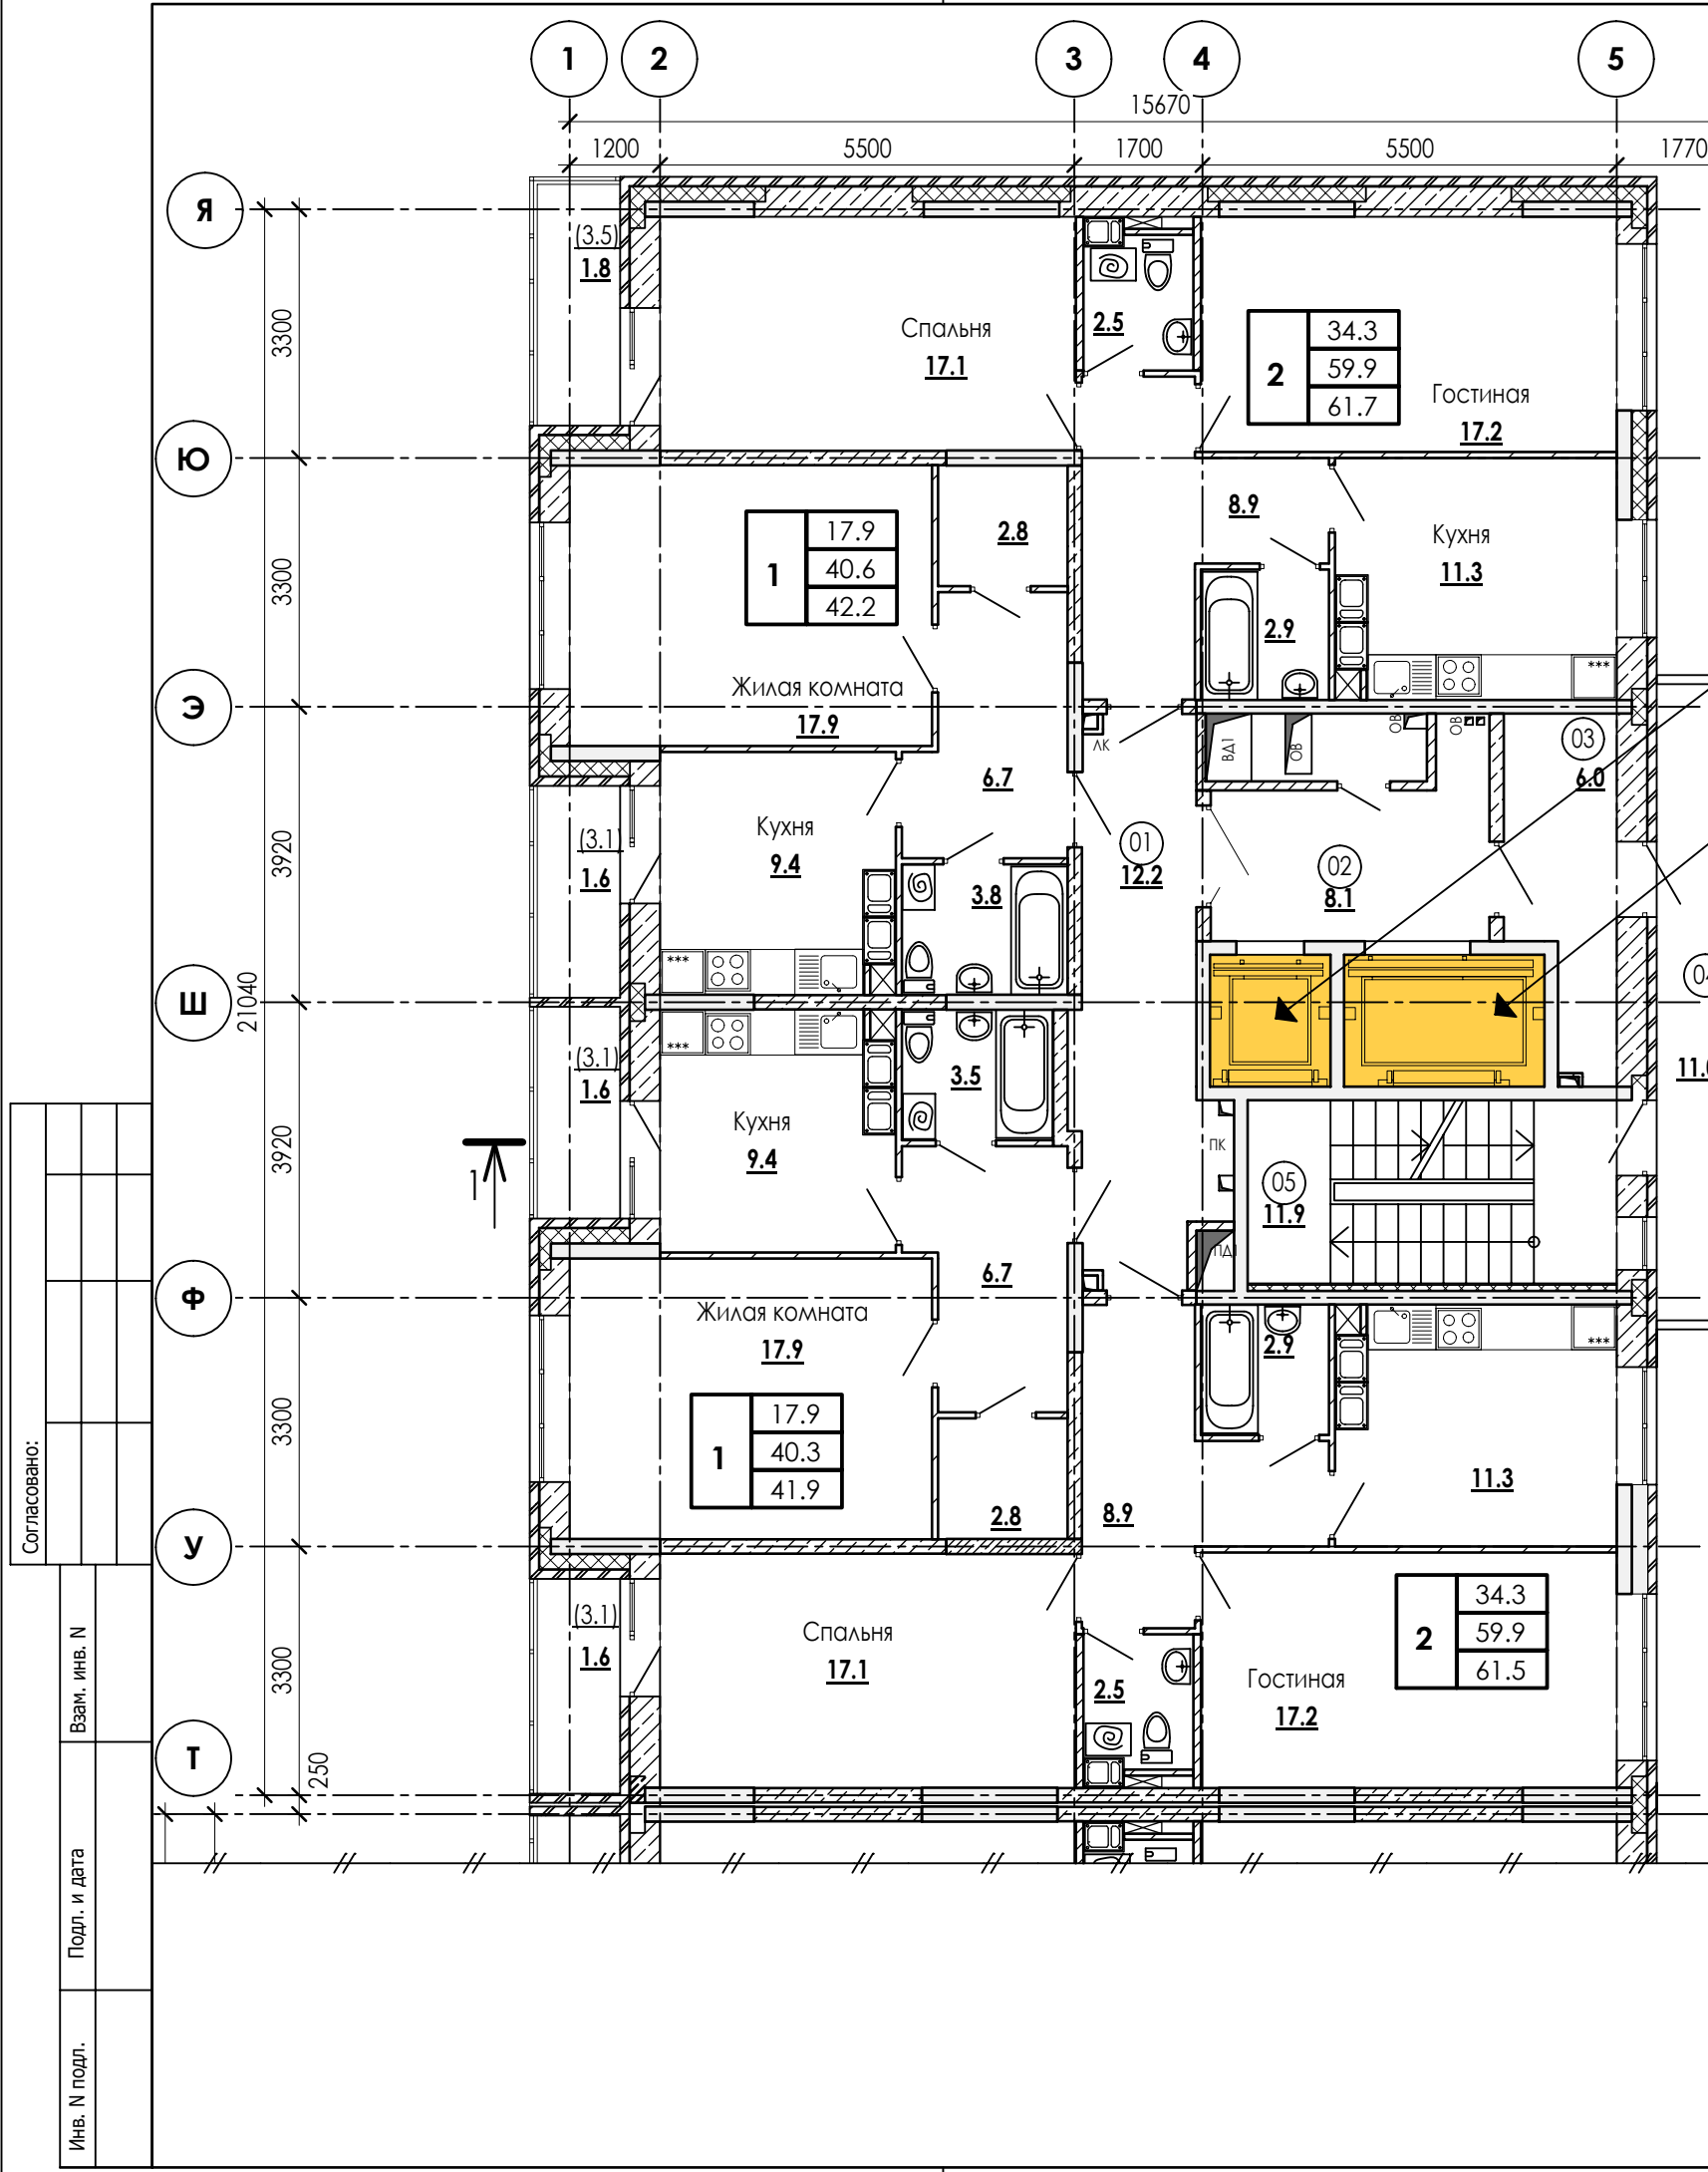 1 2 3 4 5
15670
1200 5500 1700 5500 1770
Я
(3.5)
1.8
3300
Спальня
17.1
2.5
2
34.3
59.9
61.7
Гостиная
17.2
Ю
1
17.9
40.6
42.2
2.8
8.9
Кухня
11.3
3300
2.9
***
Жилая комната
17.9
Э
ЛК
ВД1
ОВ
ОВ
ОВ
03
6.0
6.7
Кухня
9.4
(3.1)
1.6
3920
01
12.2
02
8.1
3.8
***
Ш
21040
04
(3.1)
1.6
***
3.5
11.0
Кухня
9.4
3920
1
ПК
05
11.9
ПД1
6.7
Ф
Жилая комната
17.9
2.9
***
3300
1
17.9
40.3
41.9
2.8
8.9
11.3
У
Согласовано:
(3.1)
1.6
3300
Спальня
17.1
2.5
Гостиная
17.2
2
34.3
59.9
61.5
Т
250
Взам. инв. N
Подл. и дата
Инв. N подл.